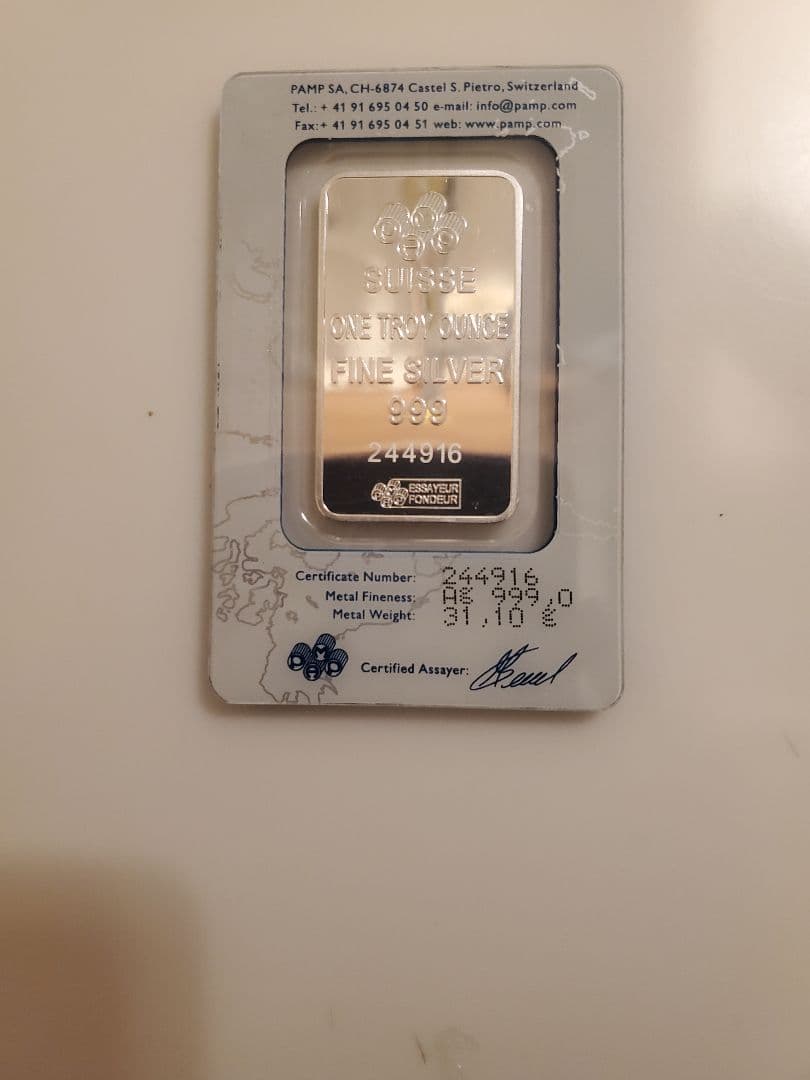 PAMP SA, CH-6874 Castel S. Pietro, Switzerland
Tel.: + 41 91 695 04 50 e-mail: info@pamp.com
Fax:+ 41 91 695 04 51 web: www.pamp.com
PAMP
SUISSE
ONE TROY OUNCE
FINE SILVER
999
244916
ESSAYEUR
FONDEUR
Certificate Number: 244916
Metal Fineness: Ag 999,0
Metal Weight: 31,10 g
PAMP
Certified Assayer: